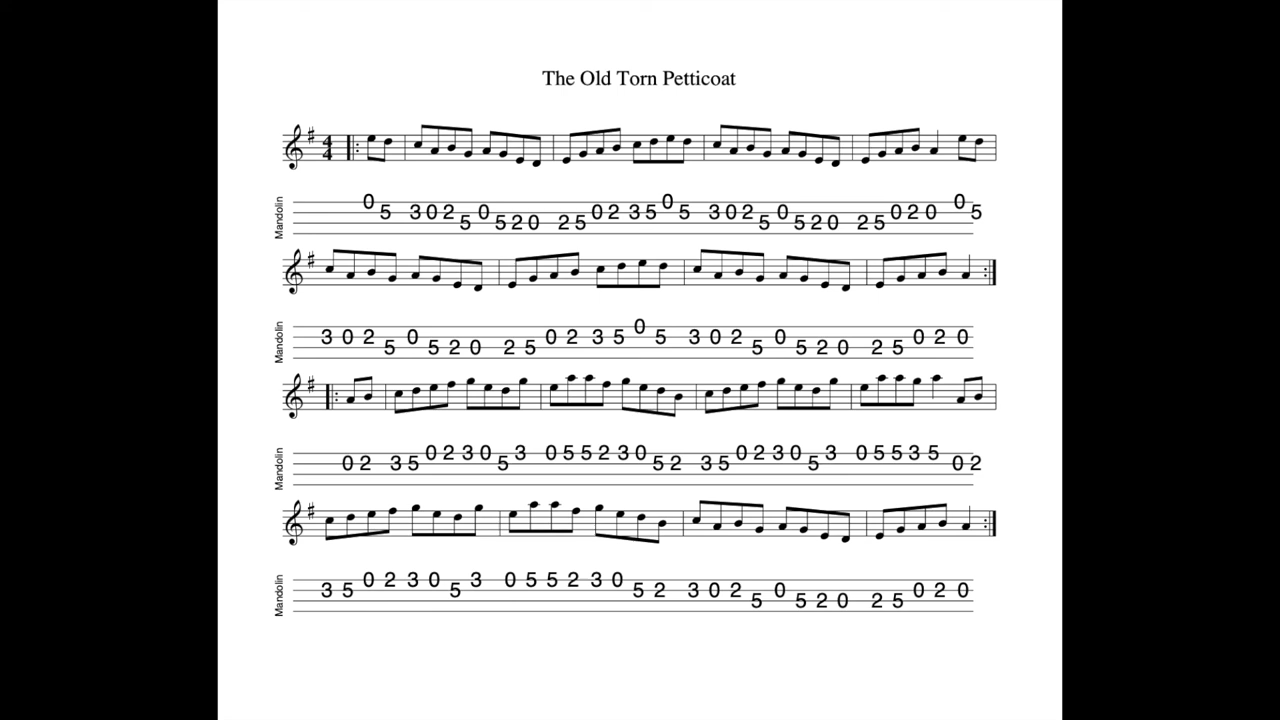 The Old Torn Petticoat
4
4
Mandolin
0 5 3 0 2 5 0 5 2 0 2 5 0 2 3 5 0 5 3 0 2 5 0 5 2 0 2 5 0 2 0 0 5
Mandolin
3 0 2 5 0 5 2 0 2 5 0 2 3 5 0 5 3 0 2 5 0 5 2 0 2 5 0 2 0
Mandolin
0 2 3 5 0 2 3 0 5 3 0 5 5 2 3 0 5 2 3 5 0 2 3 0 5 3 0 5 5 3 5 0 2
Mandolin
3 5 0 2 3 0 5 3 0 5 5 2 3 0 5 2 3 0 2 5 0 5 2 0 2 5 0 2 0